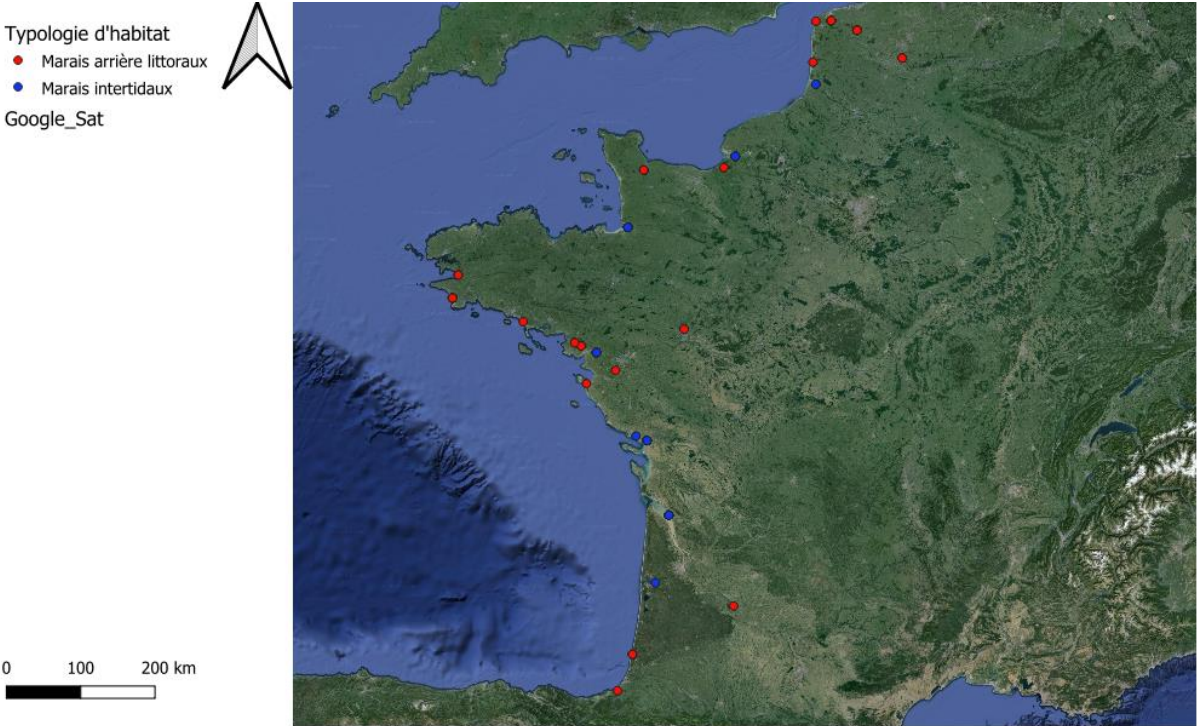 Typologie d'habitat
Marais arrière littoraux
Marais intertidaux
Google_Sat
0 100 200 km